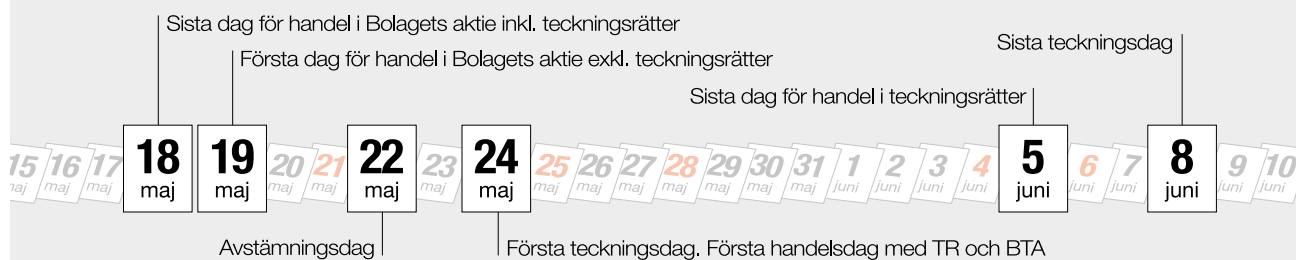 Sista dag för handel i Bolagets aktie inkl. teckningsrätter
Första dag för handel i Bolagets aktie exkl. teckningsrätter
Sista teckningsdag
Sista dag för handel i teckningsrätter
15 16 17 18 19 20 21 22 23 24 25 26 27 28 29 30 31 1 2 3 4 5 6 7 8 9 10
maj maj maj maj maj maj maj maj maj maj maj maj maj maj maj maj maj juni juni juni juni juni juni juni juni juni juni
Avstämningsdag
Första teckningsdag. Första handelsdag med TR och BTA